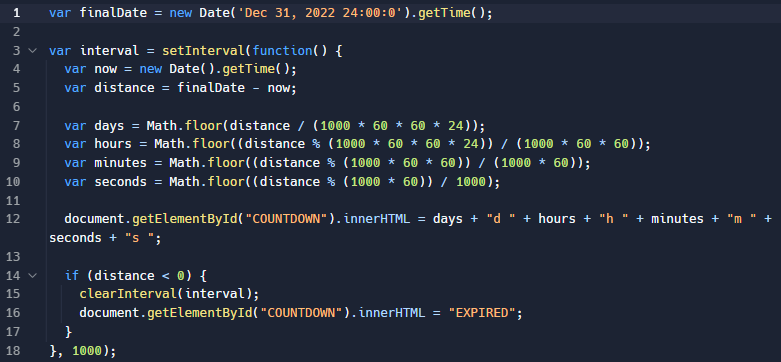 1 var finalDate = new Date('Dec 31, 2022 24:00:0').getTime();
2
3 var interval = setInterval(function() {
4   var now = new Date().getTime();
5   var distance = finalDate - now;
6
7   var days = Math.floor(distance / (1000 * 60 * 60 * 24));
8   var hours = Math.floor((distance % (1000 * 60 * 60 * 24)) / (1000 * 60 * 60));
9   var minutes = Math.floor((distance % (1000 * 60 * 60)) / (1000 * 60));
10   var seconds = Math.floor((distance % (1000 * 60)) / 1000);
11
12   document.getElementById("COUNTDOWN").innerHTML = days + "d " + hours + "h " + minutes + "m " +
seconds + "s ";
13
14   if (distance < 0) {
15     clearInterval(interval);
16     document.getElementById("COUNTDOWN").innerHTML = "EXPIRED";
17   }
18 }, 1000);